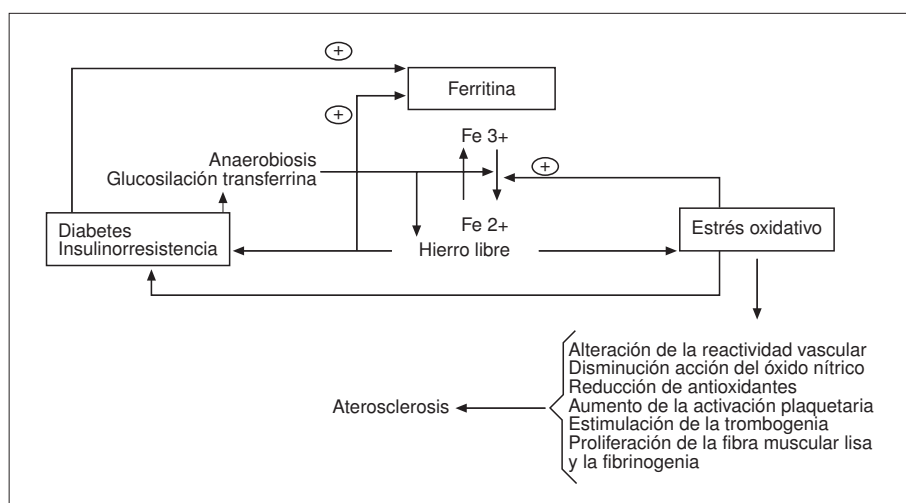 +
Ferritina
+
Fe 3+
Anaerobiosis
Glucosilación transferrina
+
Diabetes
Insulinorresistencia
Fe 2+
Hierro libre
Estrés oxidativo
Alteración de la reactividad vascular
Disminución acción del óxido nítrico
Reducción de antioxidantes
Aterosclerosis
Aumento de la activación plaquetaria
Estimulación de la trombogenia
Proliferación de la fibra muscular lisa
y la fibrinogenia